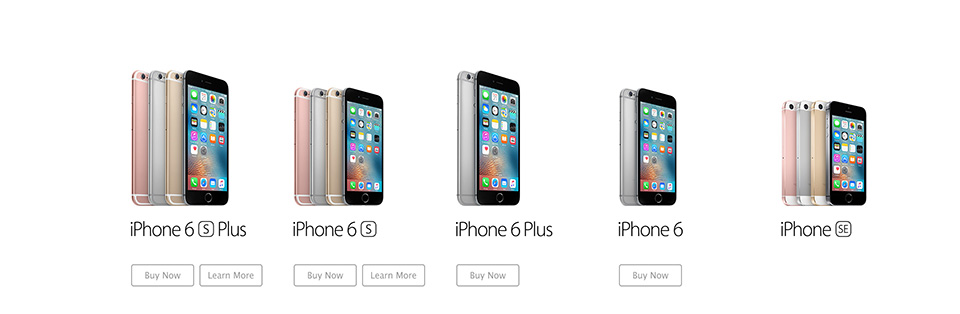 iPhone 6 S Plus
iPhone 6 S
iPhone 6 Plus
iPhone 6
iPhone SE
Buy Now
Learn More
Buy Now
Learn More
Buy Now
Buy Now